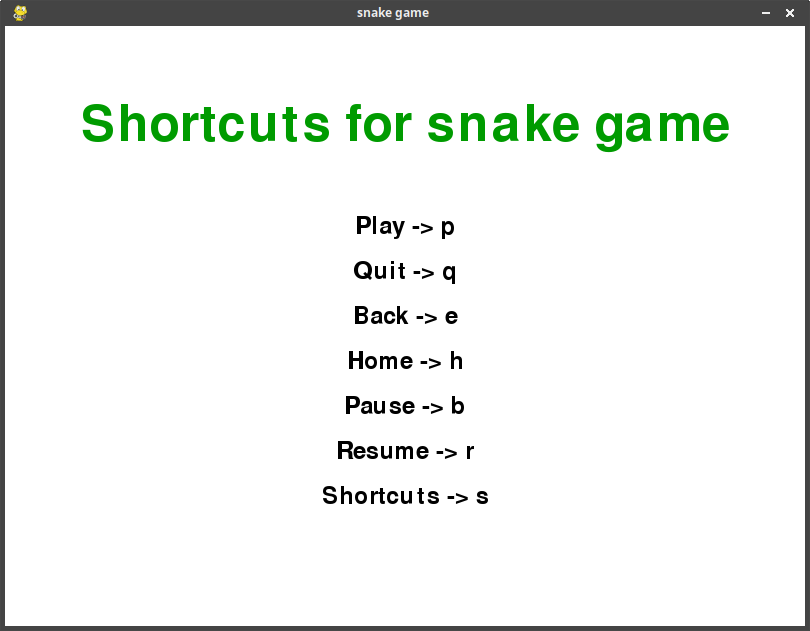 snake game
Shortcuts for snake game
Play -> p
Quit -> q
Back -> e
Home -> h
Pause -> b
Resume -> r
Shortcuts -> s